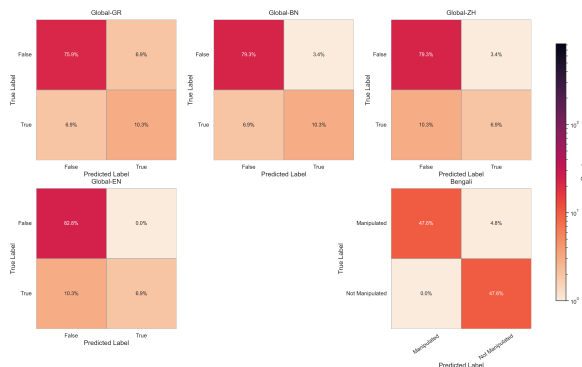 Global-GR
Global-BN
Global-ZH
True Label
False
75.9%
6.9%
True
6.9%
10.3%
False
True
Predicted Label
True Label
False
79.3%
3.4%
True
6.9%
10.3%
False
True
Predicted Label
True Label
False
79.3%
3.4%
True
10.3%
6.9%
False
True
Predicted Label
Global-EN
True Label
False
82.8%
0.0%
True
10.3%
6.9%
False
True
Predicted Label
Bengali
True Label
Manipulated
47.6%
4.8%
Not Manipulated
0.0%
47.6%
Manipulated
Not Manipulated
Predicted Label